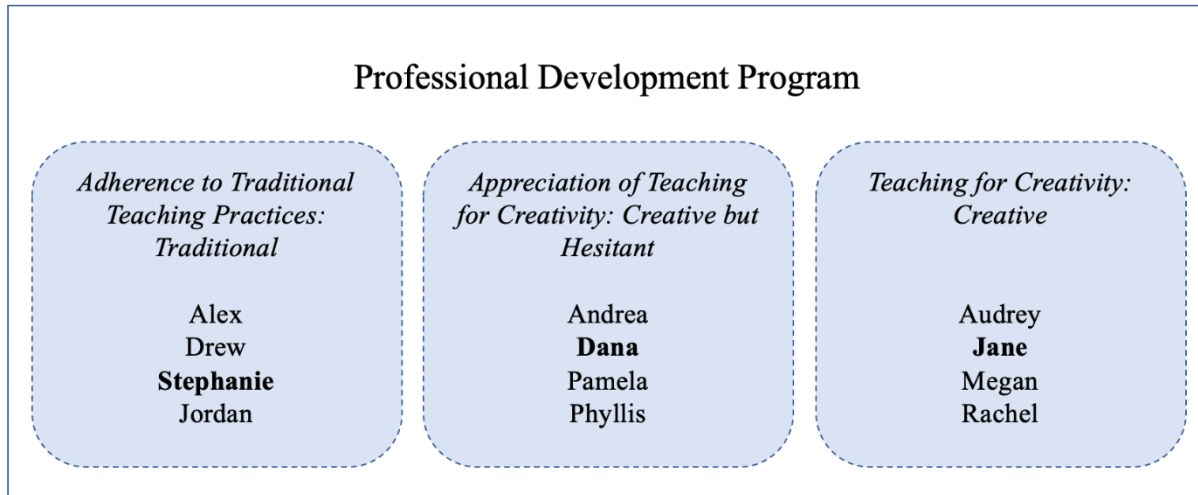 Professional Development Program
Adherence to Traditional
Teaching Practices:
Traditional
Alex
Drew
Stephanie
Jordan
Appreciation of Teaching
for Creativity: Creative but
Hesitant
Andrea
Dana
Pamela
Phyllis
Teaching for Creativity:
Creative
Audrey
Jane
Megan
Rachel